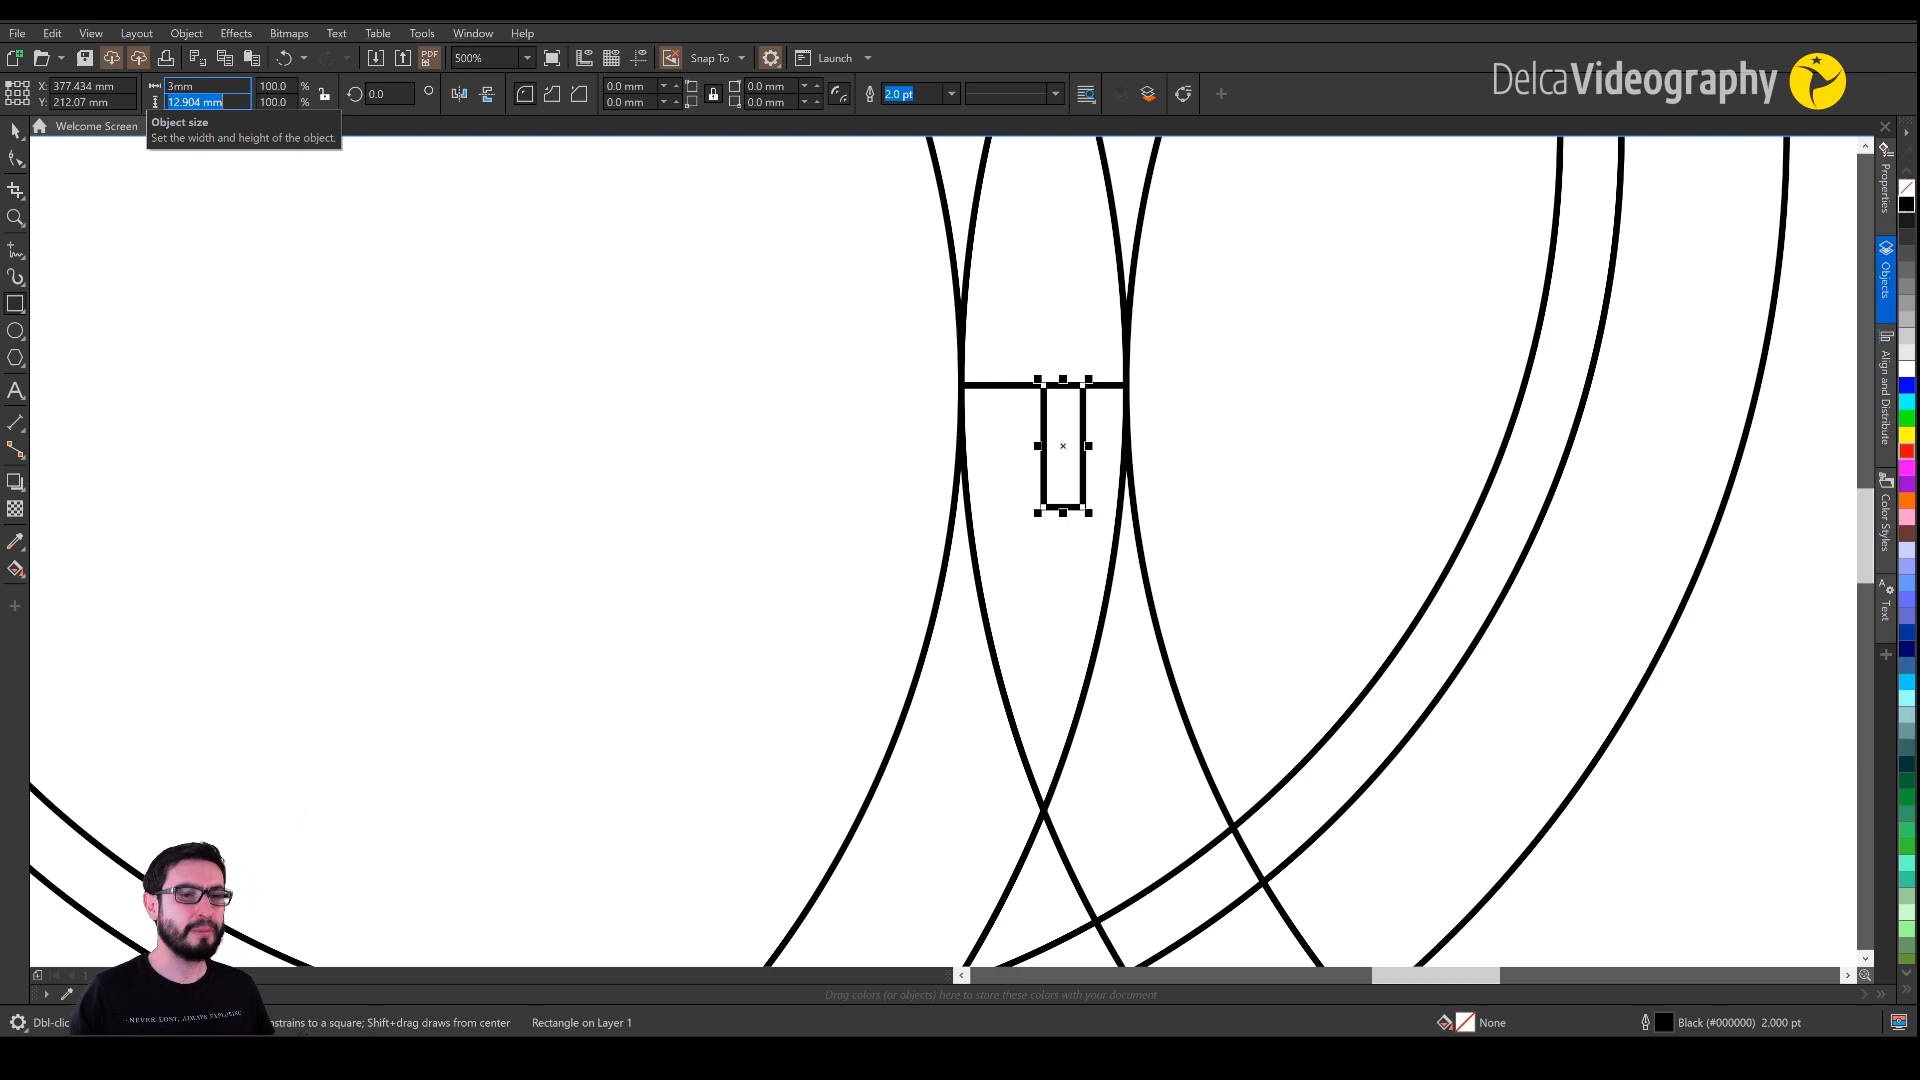 File Edit View Layout Object Effects Bitmaps Text Table Tools Window Help
PDF 500% Snap To Launch
DelcaVideography
X: 377.434 mm 3mm 100.0 % 0.0 0.0 mm 0.0 mm 2.0 pt
Y: 212.07 mm 12.904 mm 100.0 % 0.0 mm 0.0 mm
Welcome Screen
Object size
Set the width and height of the object.
Properties
Objects
Align and Distribute
Color Styles
Text
Drag colors (or objects) here to store these colors with your document
· NEVER LOST, ALWAYS EXPLORING ·
Dbl-clic
nstrains to a square; Shift+drag draws from center Rectangle on Layer 1 None Black (#000000) 2.000 pt